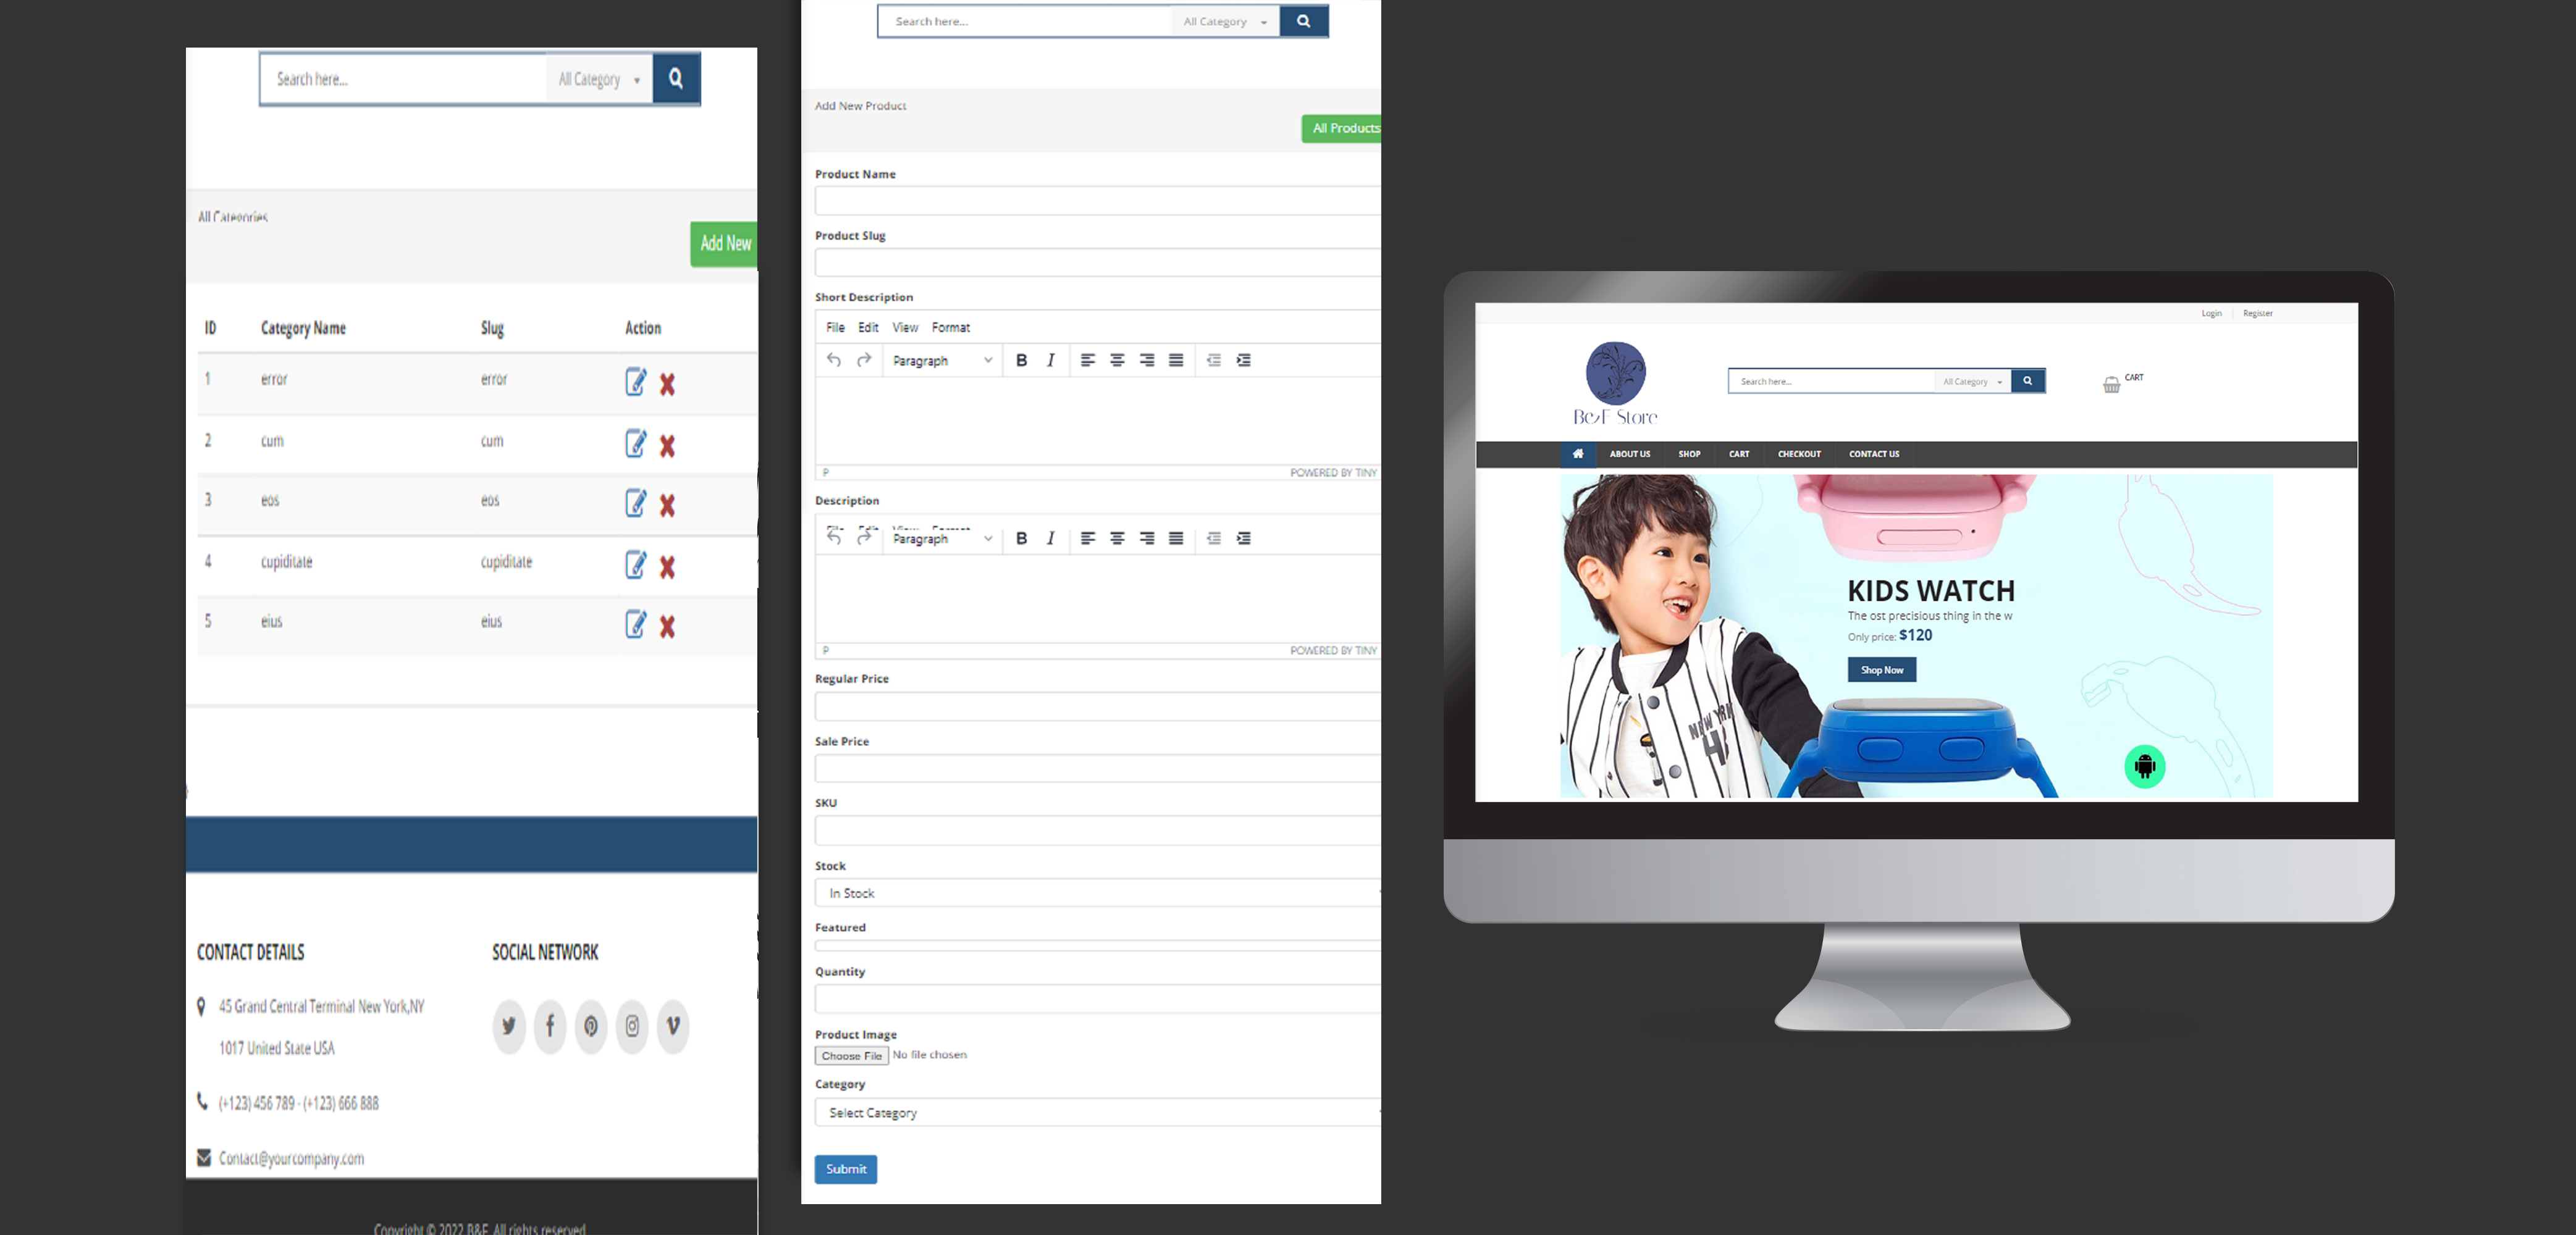 Search here...
All Category
All Categories
Add New
ID Category Name Slug Action
1 error error
2 cum cum
3 eos eos
4 cupiditate cupiditate
5 eius eius
CONTACT DETAILS
SOCIAL NETWORK
45 Grand Central Terminal New York,NY
1017 United State USA
(+123) 456 789 - (+123) 666 888
Contact@yourcompany.com
Copyright © 2022 B&F. All rights reserved
Search here...
All Category
Add New Product
All Products
Product Name
Product Slug
Short Description
File Edit View Format
Paragraph B I
P POWERED BY TINY
Description
File Edit View Format
Paragraph B I
P POWERED BY TINY
Regular Price
Sale Price
SKU
Stock
In Stock
Featured
Quantity
Product Image
Choose File No file chosen
Category
Select Category
Submit
Login Register
B&F Store
Search here...
All Category
CART
ABOUT US SHOP CART CHECKOUT CONTACT US
KIDS WATCH
The ost precisious thing in the w
Only price: $120
Shop Now
NEW YRK